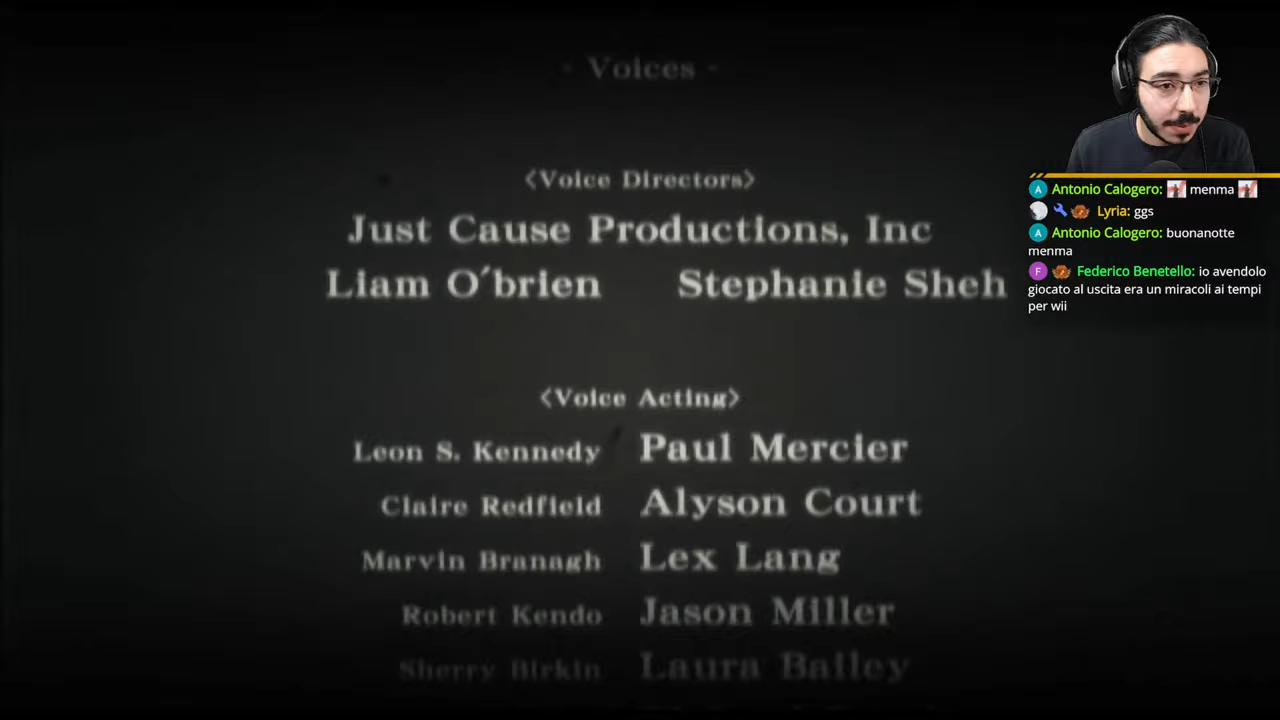 - Voices -
<Voice Directors>
Just Cause Productions, Inc
Liam O'brien Stephanie Sheh
<Voice Acting>
Leon S. Kennedy Paul Mercier
Claire Redfield Alyson Court
Marvin Branagh Lex Lang
Robert Kendo Jason Miller
Sherry Birkin Laura Bailey
A Antonio Calogero: menma
Lyria: ggs
A Antonio Calogero: buonanotte
menma
F Federico Benetello: io avendolo
giocato al uscita era un miracoli ai tempi
per wii